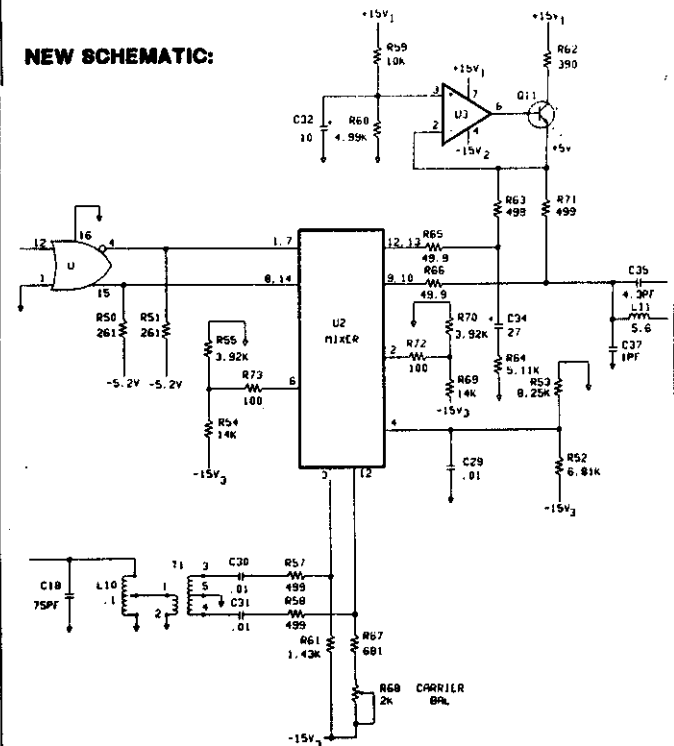 NEW SCHEMATIC:
+15V1
R59
10K
C32
10
R60
4.99K
+
+15V1
3
7
+
U3
6
2
-
4
-15V2
+15V1
R62
390
Q11
+5V
R63
499
R71
499
12
16
4
U
1
15
R50
261
R51
261
-5.2V
-5.2V
1,7
8,14
U2
MIXER
12,13
R65
49.9
9,10
R66
49.9
R55
3.92K
R73
100
6
R54
14K
-15V3
R70
3.92K
R72
100
2
R69
14K
-15V3
+
C34
27
R64
5.11K
C35
4.3PF
L11
5.6
C37
1PF
R53
8.25K
4
C29
.01
R52
6.81K
-15V3
3
12
C18
75PF
L10
.1
T1
1
2
3
5
4
C30
.01
C31
.01
R57
499
R58
499
R61
1.43K
R67
681
R68
2K
CARRIER
BAL
-15V3